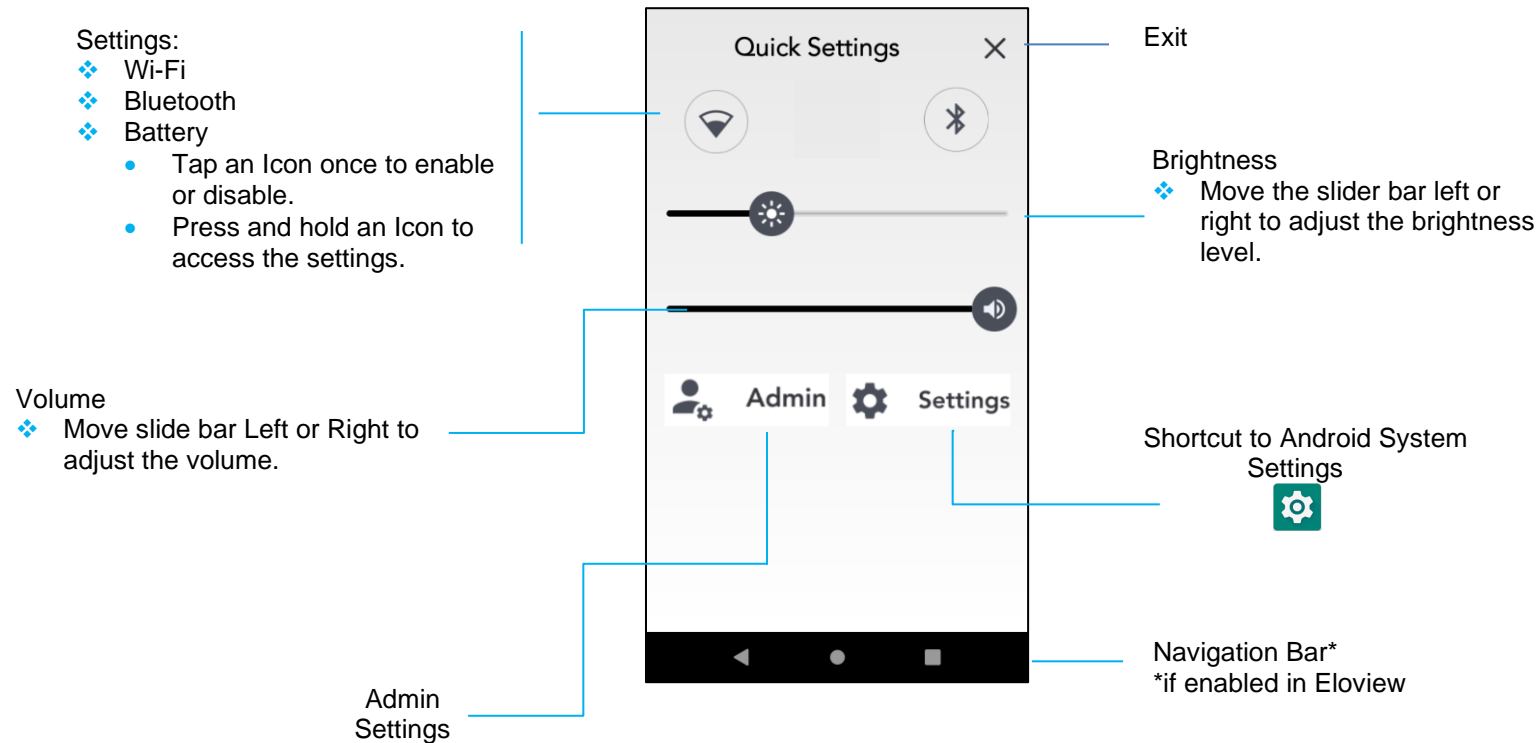 Settings:
❖ Wi-Fi
❖ Bluetooth
❖ Battery
• Tap an Icon once to enable
or disable.
• Press and hold an Icon to
access the settings.
Volume
❖ Move slide bar Left or Right to
adjust the volume.
Admin
Settings
Quick Settings
Admin
Settings
Exit
Brightness
❖ Move the slider bar left or
right to adjust the brightness
level.
Shortcut to Android System
Settings
Navigation Bar*
*if enabled in Eloview